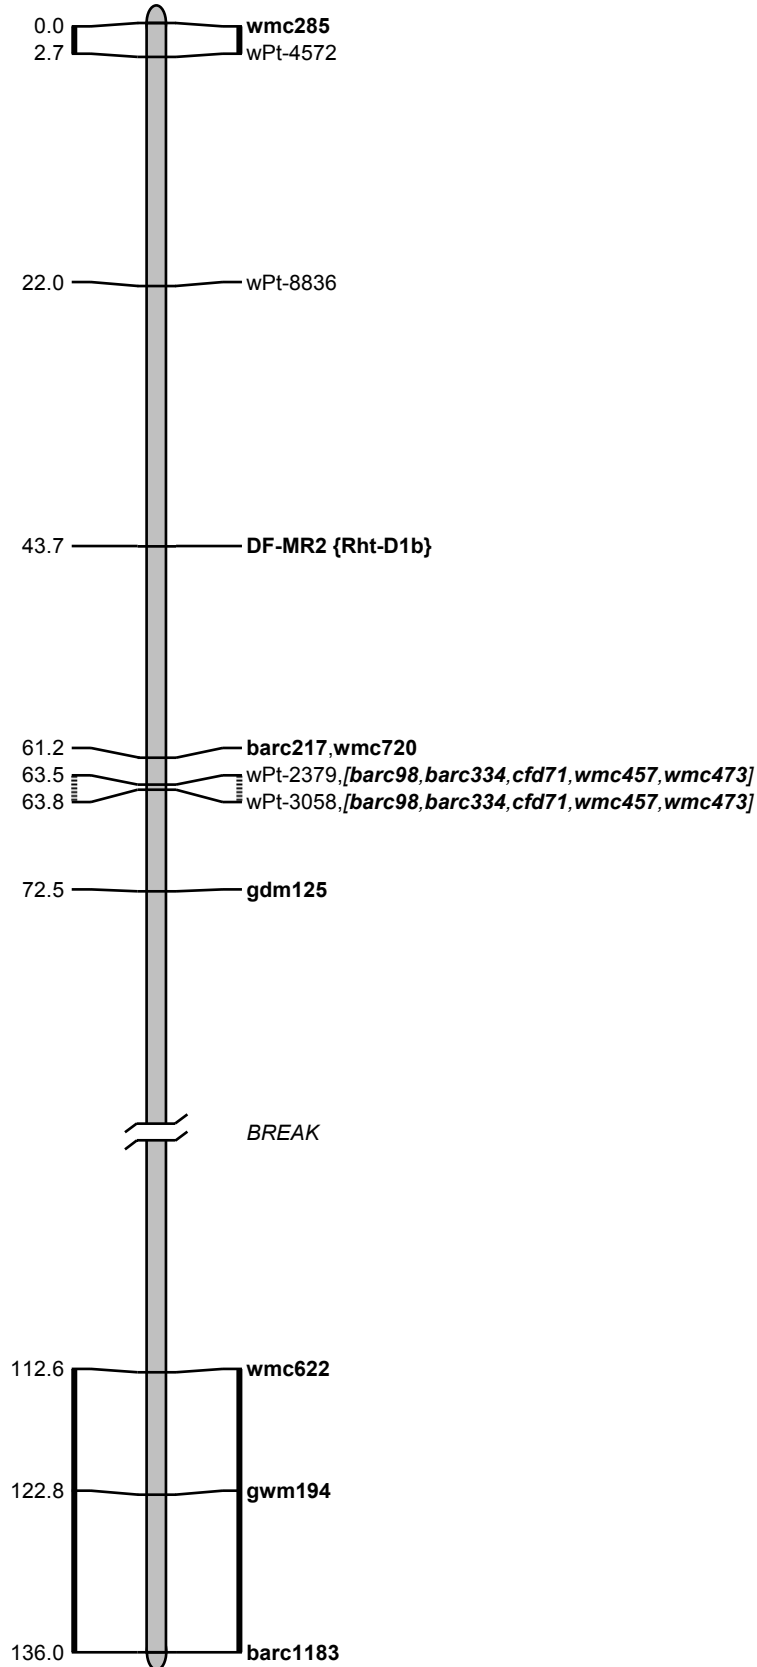 0.0 wmc285
2.7 wPt-4572
22.0 wPt-8836
43.7 DF-MR2 {Rht-D1b}
61.2 barc217,wmc720
63.5 wPt-2379,[barc98,barc334,cfd71,wmc457,wmc473]
63.8 wPt-3058,[barc98,barc334,cfd71,wmc457,wmc473]
72.5 gdm125
BREAK
112.6 wmc622
122.8 gwm194
136.0 barc1183